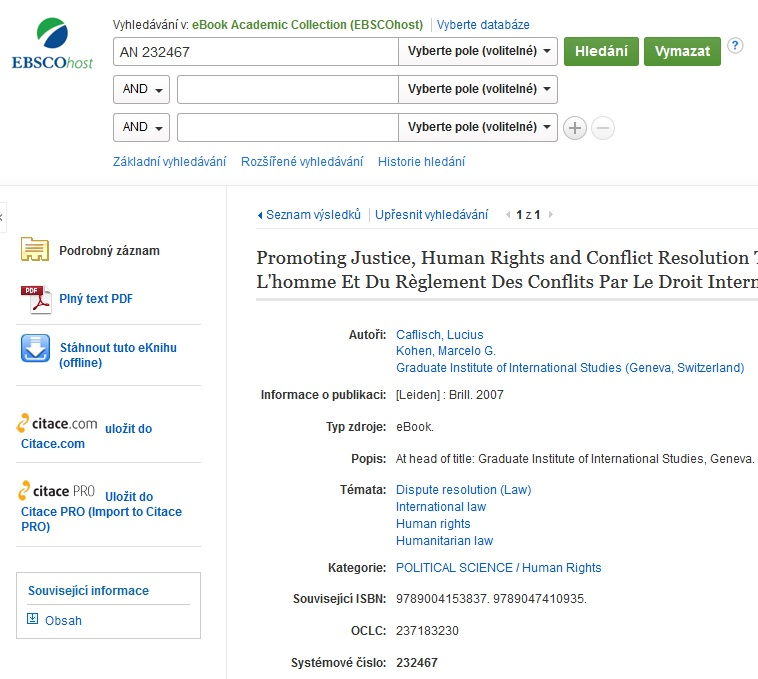 EBSCOhost
Vyhledávání v: eBook Academic Collection (EBSCOhost) Vyberte databáze
AN 232467 Vyberte pole (volitelné) Hledání Vymazat ?
AND Vyberte pole (volitelné)
AND Vyberte pole (volitelné)
Základní vyhledávání Rozšířené vyhledávání Historie hledání
Seznam výsledků Upřesnit vyhledávání 1 z 1
Podrobný záznam
Plný text PDF
Stáhnout tuto eKnihu
(offline)
citace.com uložit do
Citace.com
citace PRO Uložit do
Citace PRO (Import to Citace
PRO)
Související informace
Obsah
Promoting Justice, Human Rights and Conflict Resolution T
L'homme Et Du Règlement Des Conflits Par Le Droit Intern
Autoři: Caflisch, Lucius
Kohen, Marcelo G.
Graduate Institute of International Studies (Geneva, Switzerland)
Informace o publikaci: [Leiden] : Brill. 2007
Typ zdroje: eBook.
Popis: At head of title: Graduate Institute of International Studies, Geneva.
Témata: Dispute resolution (Law)
International law
Human rights
Humanitarian law
Kategorie: POLITICAL SCIENCE / Human Rights
Související ISBN: 9789004153837. 9789047410935.
OCLC: 237183230
Systémové číslo: 232467